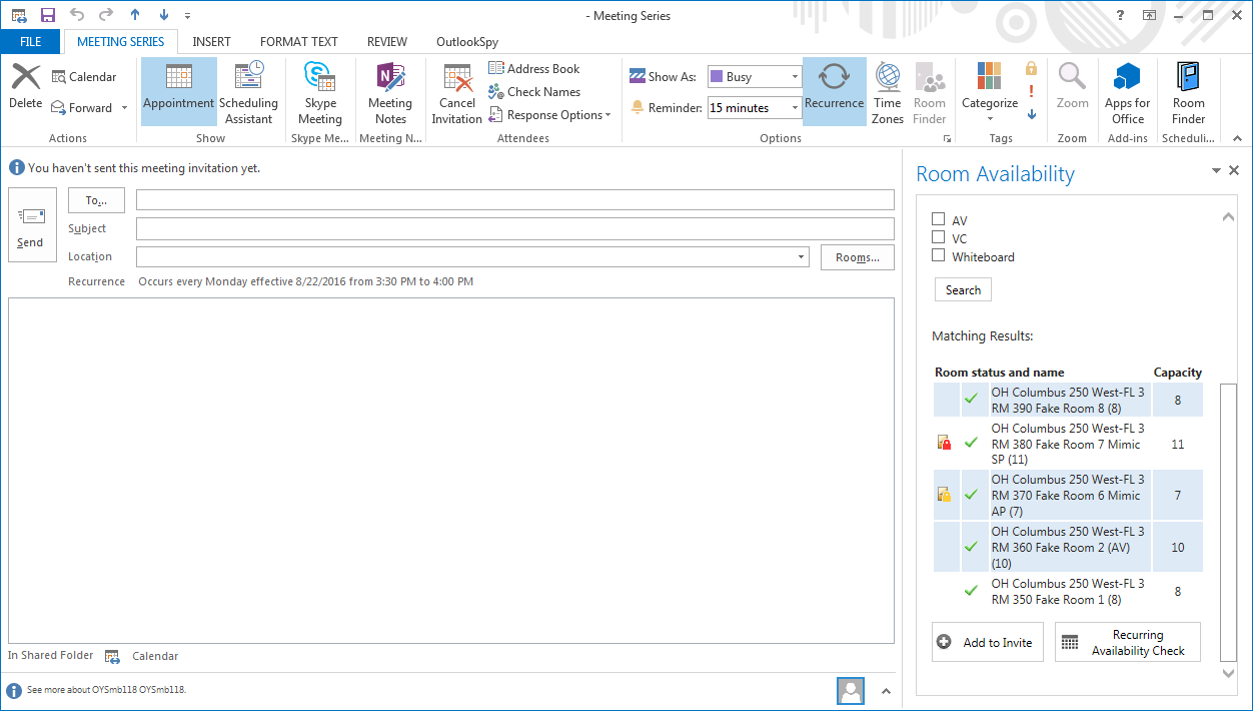 - Meeting Series
?
FILE
MEETING SERIES
INSERT
FORMAT TEXT
REVIEW
OutlookSpy
Delete
Calendar
Forward
Actions
Appointment
Scheduling
Assistant
Show
Skype
Meeting
Skype Me...
Meeting
Notes
Meeting N...
Cancel
Invitation
Address Book
Check Names
Response Options
Attendees
Show As:
Busy
Reminder:
15 minutes
Recurrence
Time
Zones
Room
Finder
Options
Categorize
Tags
Zoom
Zoom
Apps for
Office
Add-ins
Room
Finder
Scheduli...
You haven't sent this meeting invitation yet.
Send
To...
Subject
Location
Rooms...
Recurrence
Occurs every Monday effective 8/22/2016 from 3:30 PM to 4:00 PM
In Shared Folder
Calendar
See more about OYSmb118 OYSmb118.
Room Availability
AV
VC
Whiteboard
Search
Matching Results:
Room status and name
Capacity
OH Columbus 250 West-FL 3
RM 390 Fake Room 8 (8)
8
OH Columbus 250 West-FL 3
RM 380 Fake Room 7 Mimic
SP (11)
11
OH Columbus 250 West-FL 3
RM 370 Fake Room 6 Mimic
AP (7)
7
OH Columbus 250 West-FL 3
RM 360 Fake Room 2 (AV)
(10)
10
OH Columbus 250 West-FL 3
RM 350 Fake Room 1 (8)
8
Add to Invite
Recurring
Availability Check